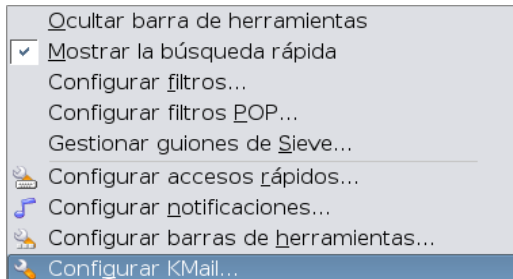 Ocultar barra de herramientas
Mostrar la búsqueda rápida
Configurar filtros...
Configurar filtros POP...
Gestionar guiones de Sieve...
Configurar accesos rápidos...
Configurar notificaciones...
Configurar barras de herramientas...
Configurar KMail...